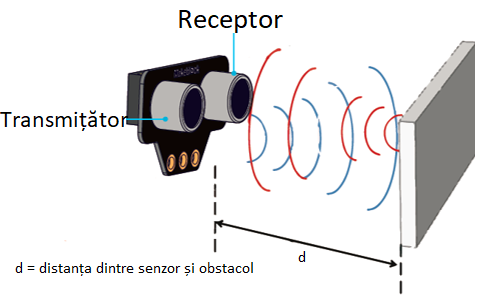 Receptor
Transmițător
d
d = distanța dintre senzor și obstacol